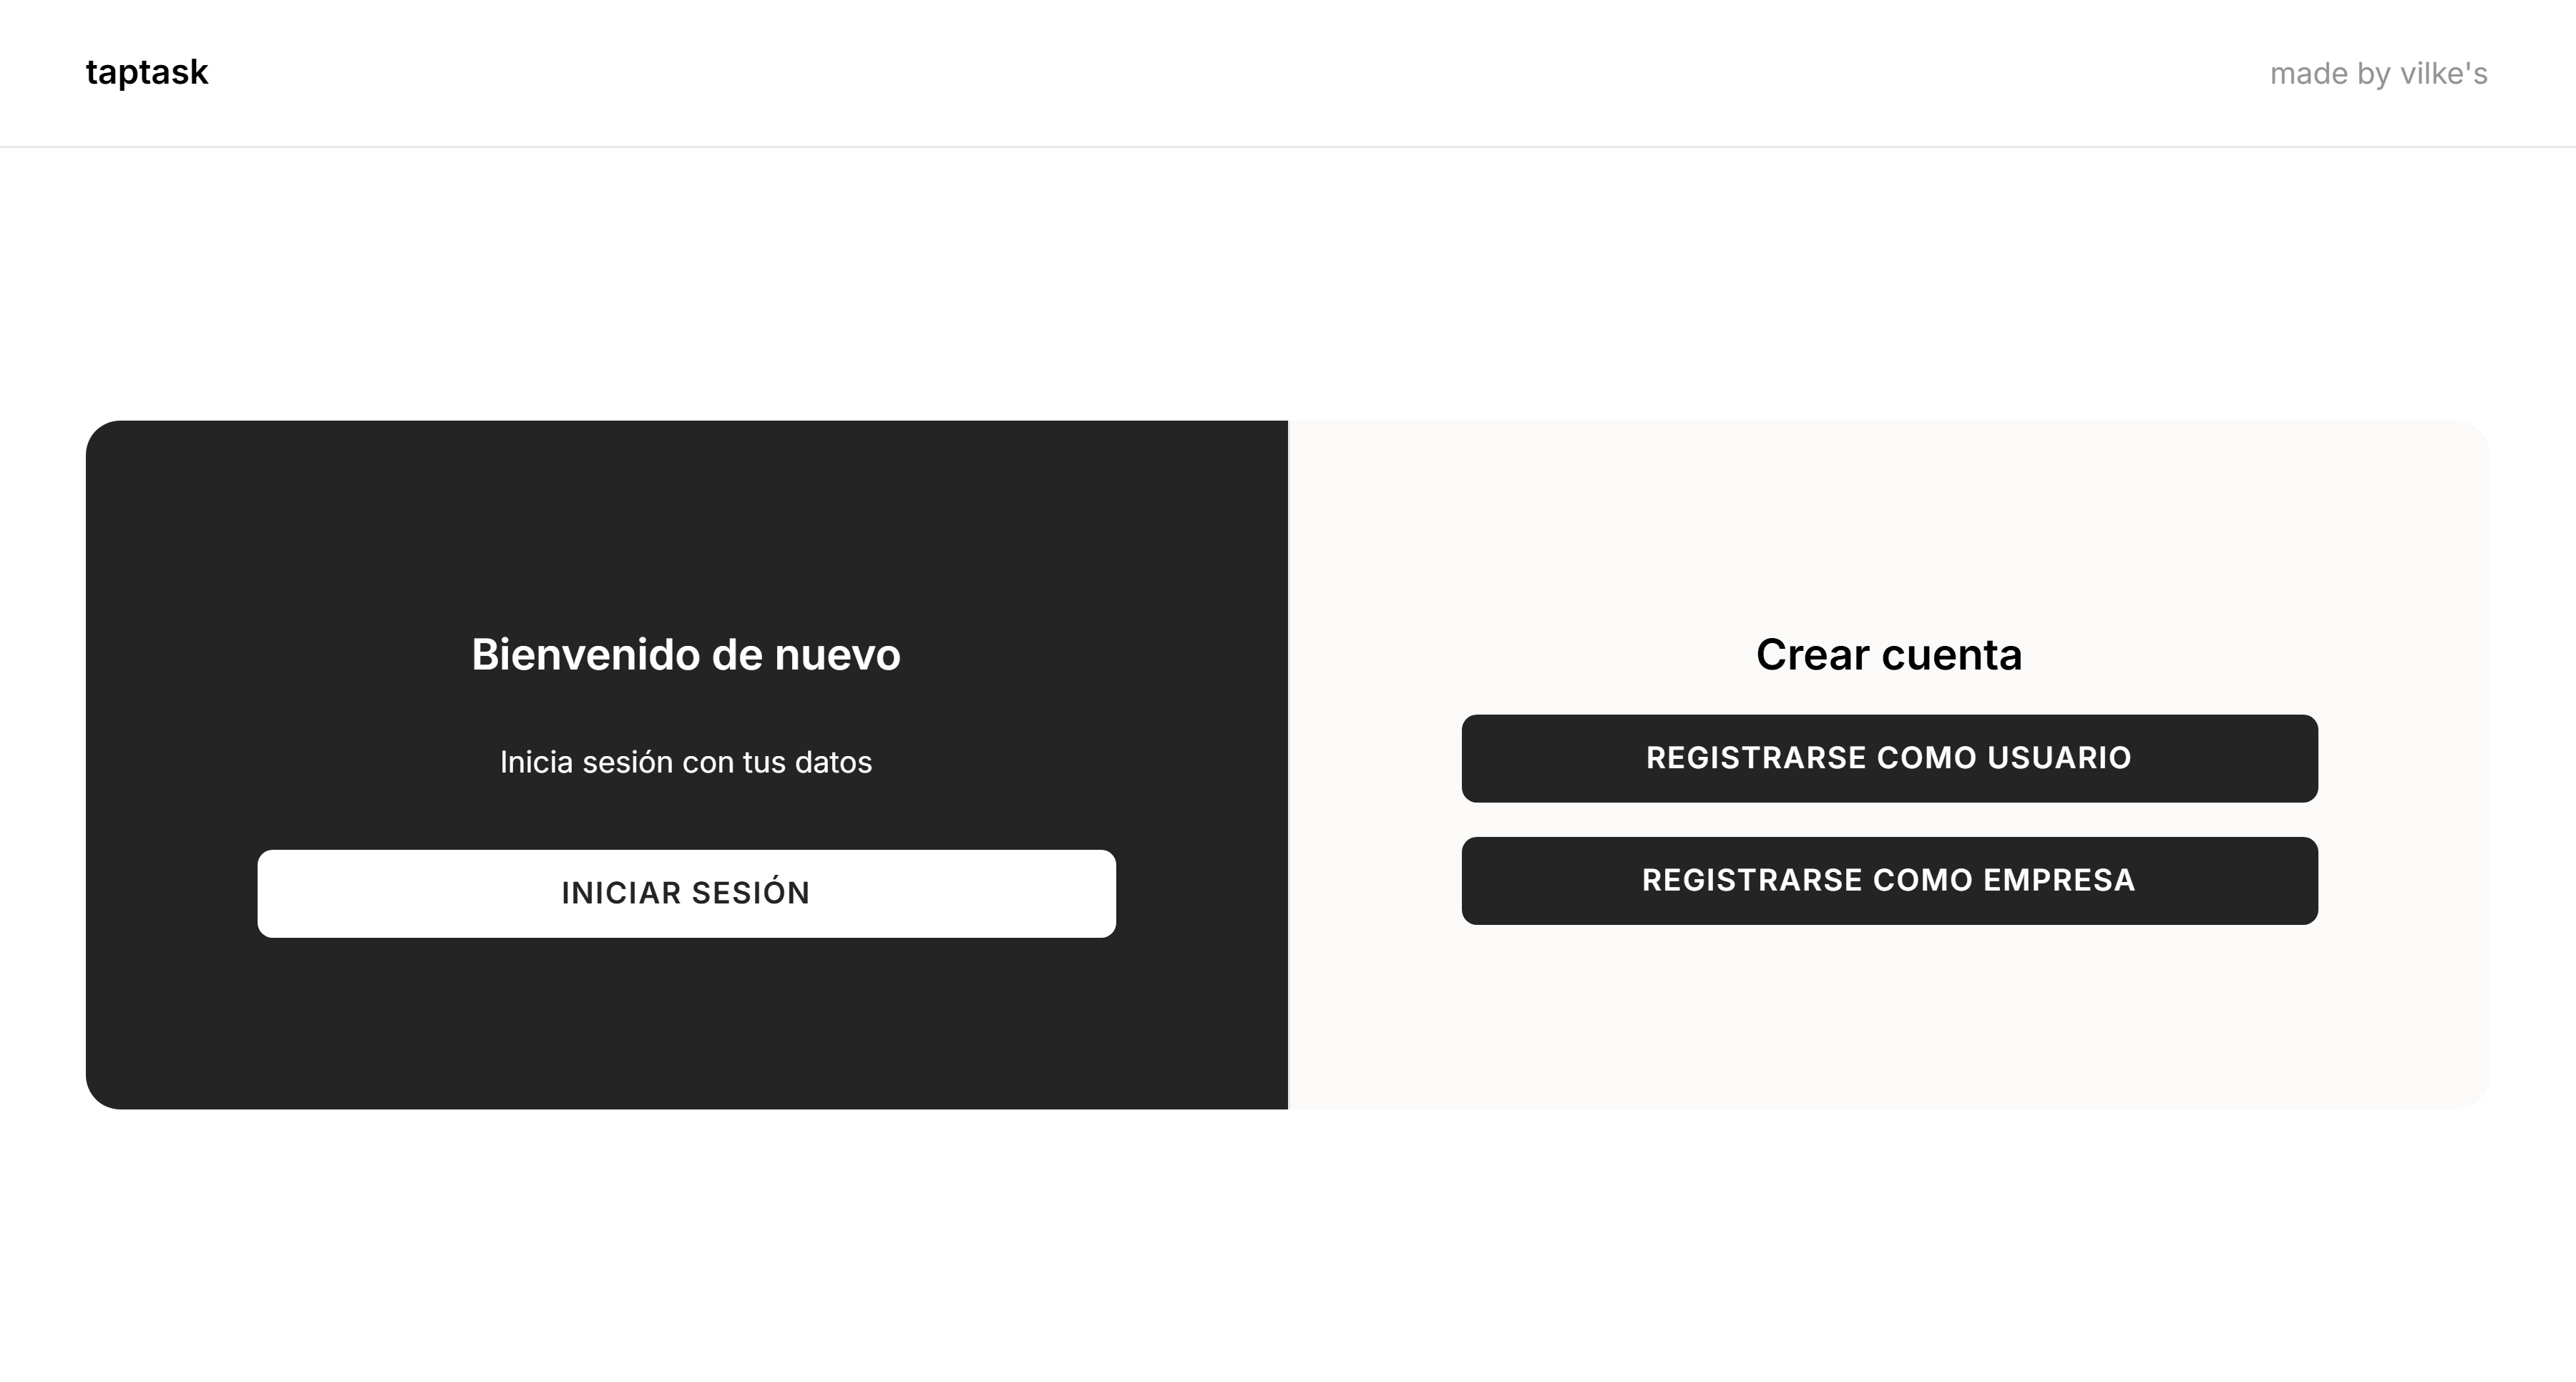 taptask
made by vilke's
Bienvenido de nuevo
Inicia sesión con tus datos
INICIAR SESIÓN
Crear cuenta
REGISTRARSE COMO USUARIO
REGISTRARSE COMO EMPRESA